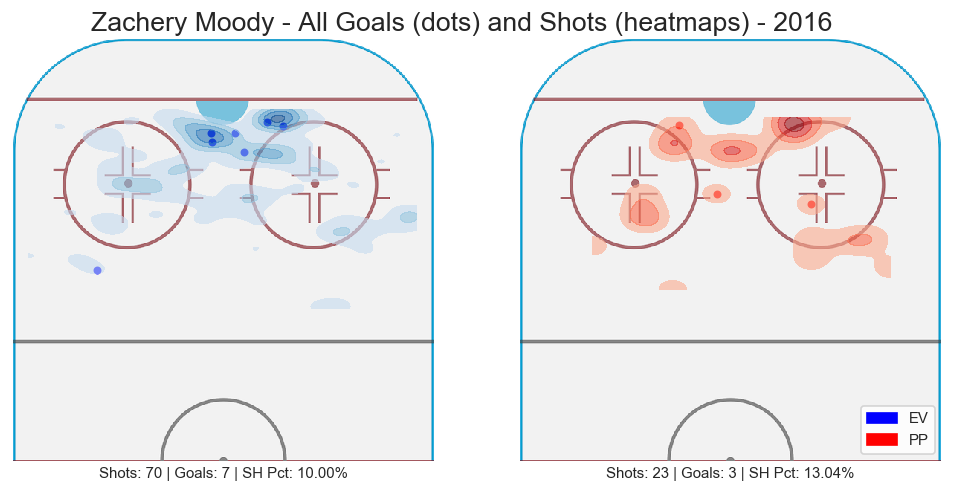 Zachery Moody - All Goals (dots) and Shots (heatmaps) - 2016
EV
PP
Shots: 70 | Goals: 7 | SH Pct: 10.00%
Shots: 23 | Goals: 3 | SH Pct: 13.04%